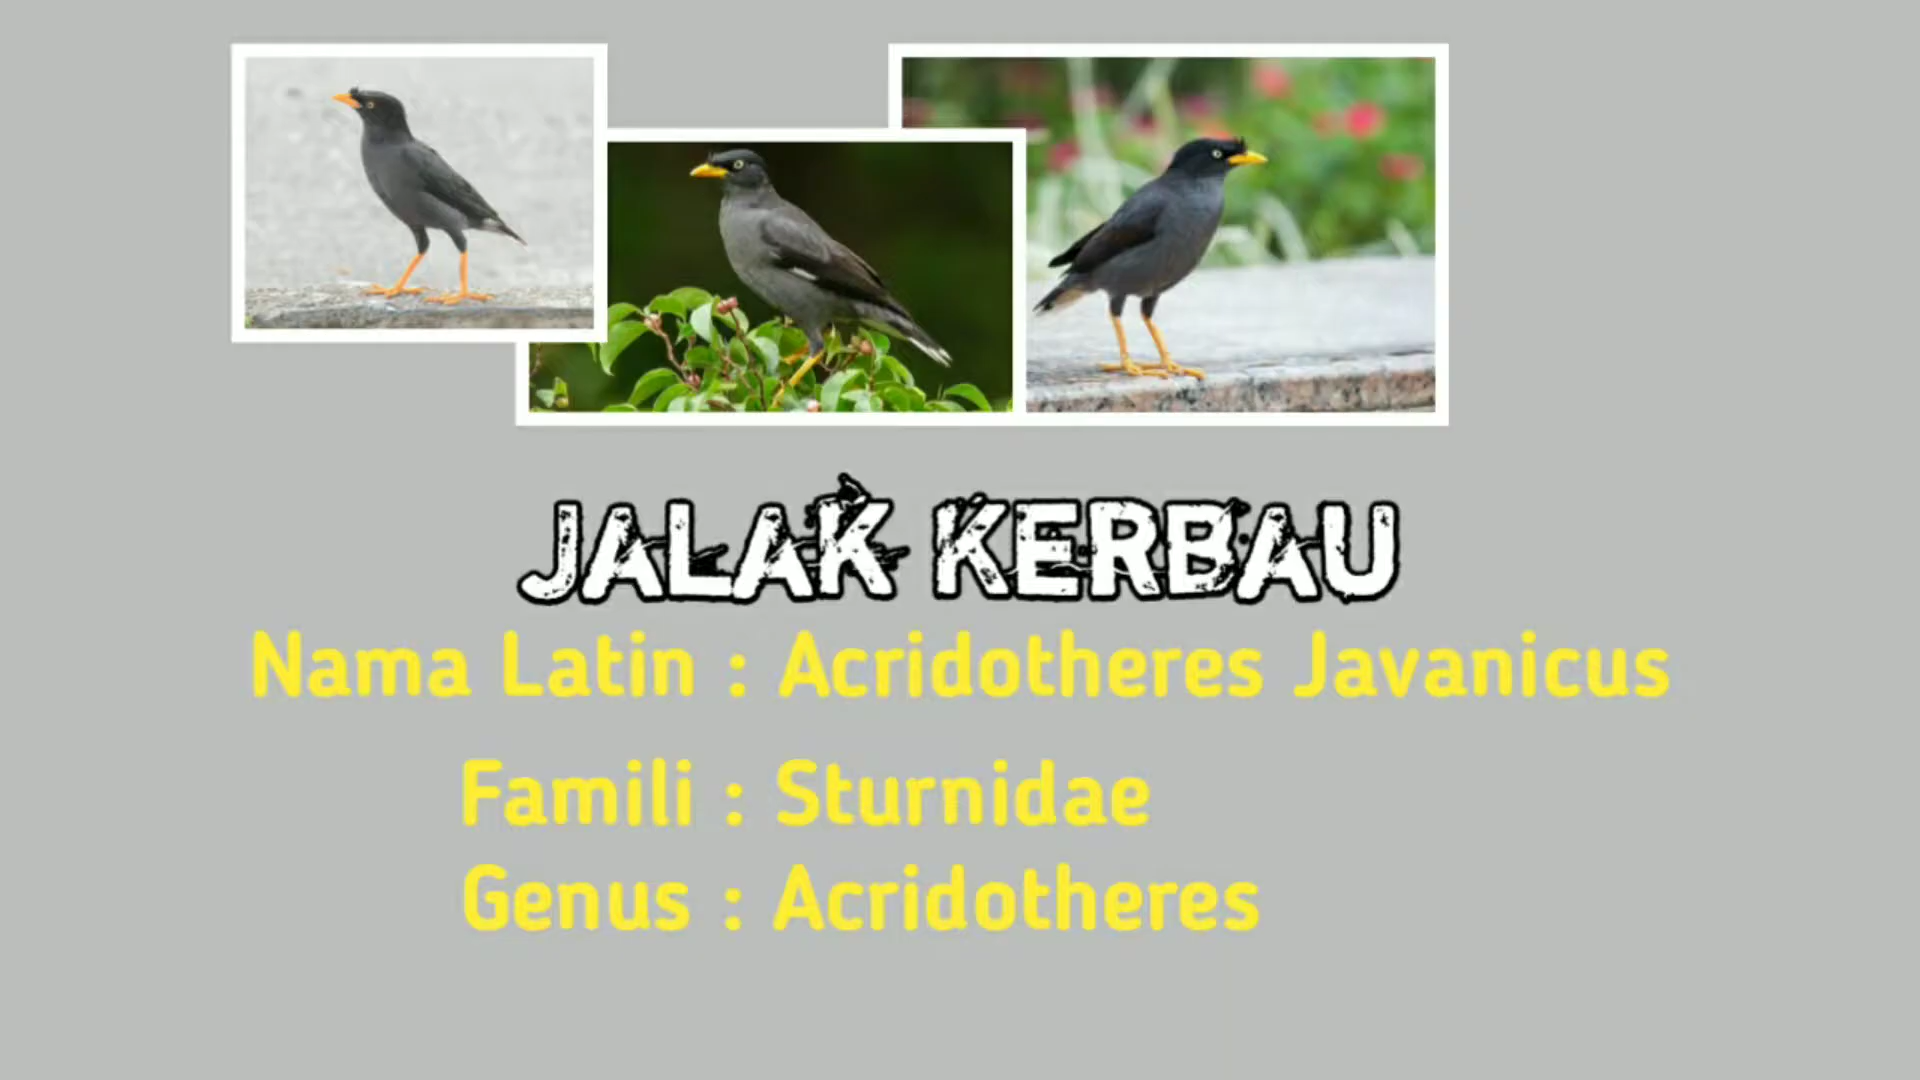 JALAK KERBAU
Nama Latin : Acridotheres Javanicus
Famili : Sturnidae
Genus : Acridotheres